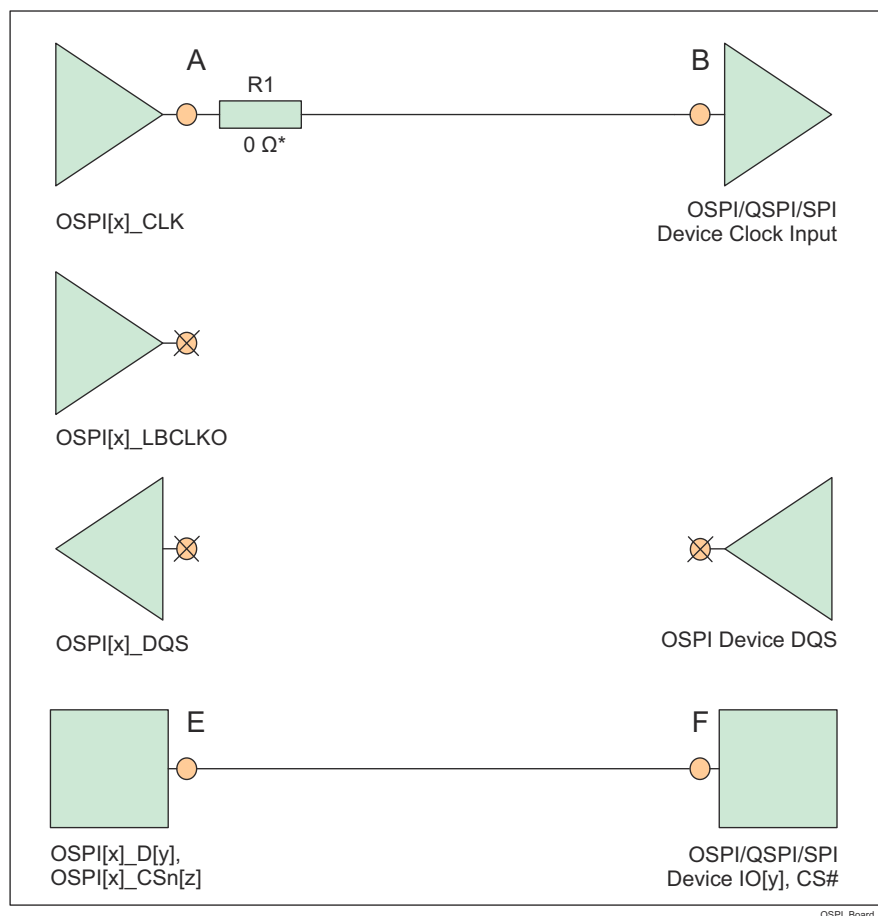 A
B
R1
0 Ω*
OSPI[x]_CLK
OSPI/QSPI/SPI
Device Clock Input
OSPI[x]_LBCLKO
OSPI[x]_DQS
OSPI Device DQS
E
F
OSPI[x]_D[y],
OSPI[x]_CSn[z]
OSPI/QSPI/SPI
Device IO[y], CS#
OSPI_Board